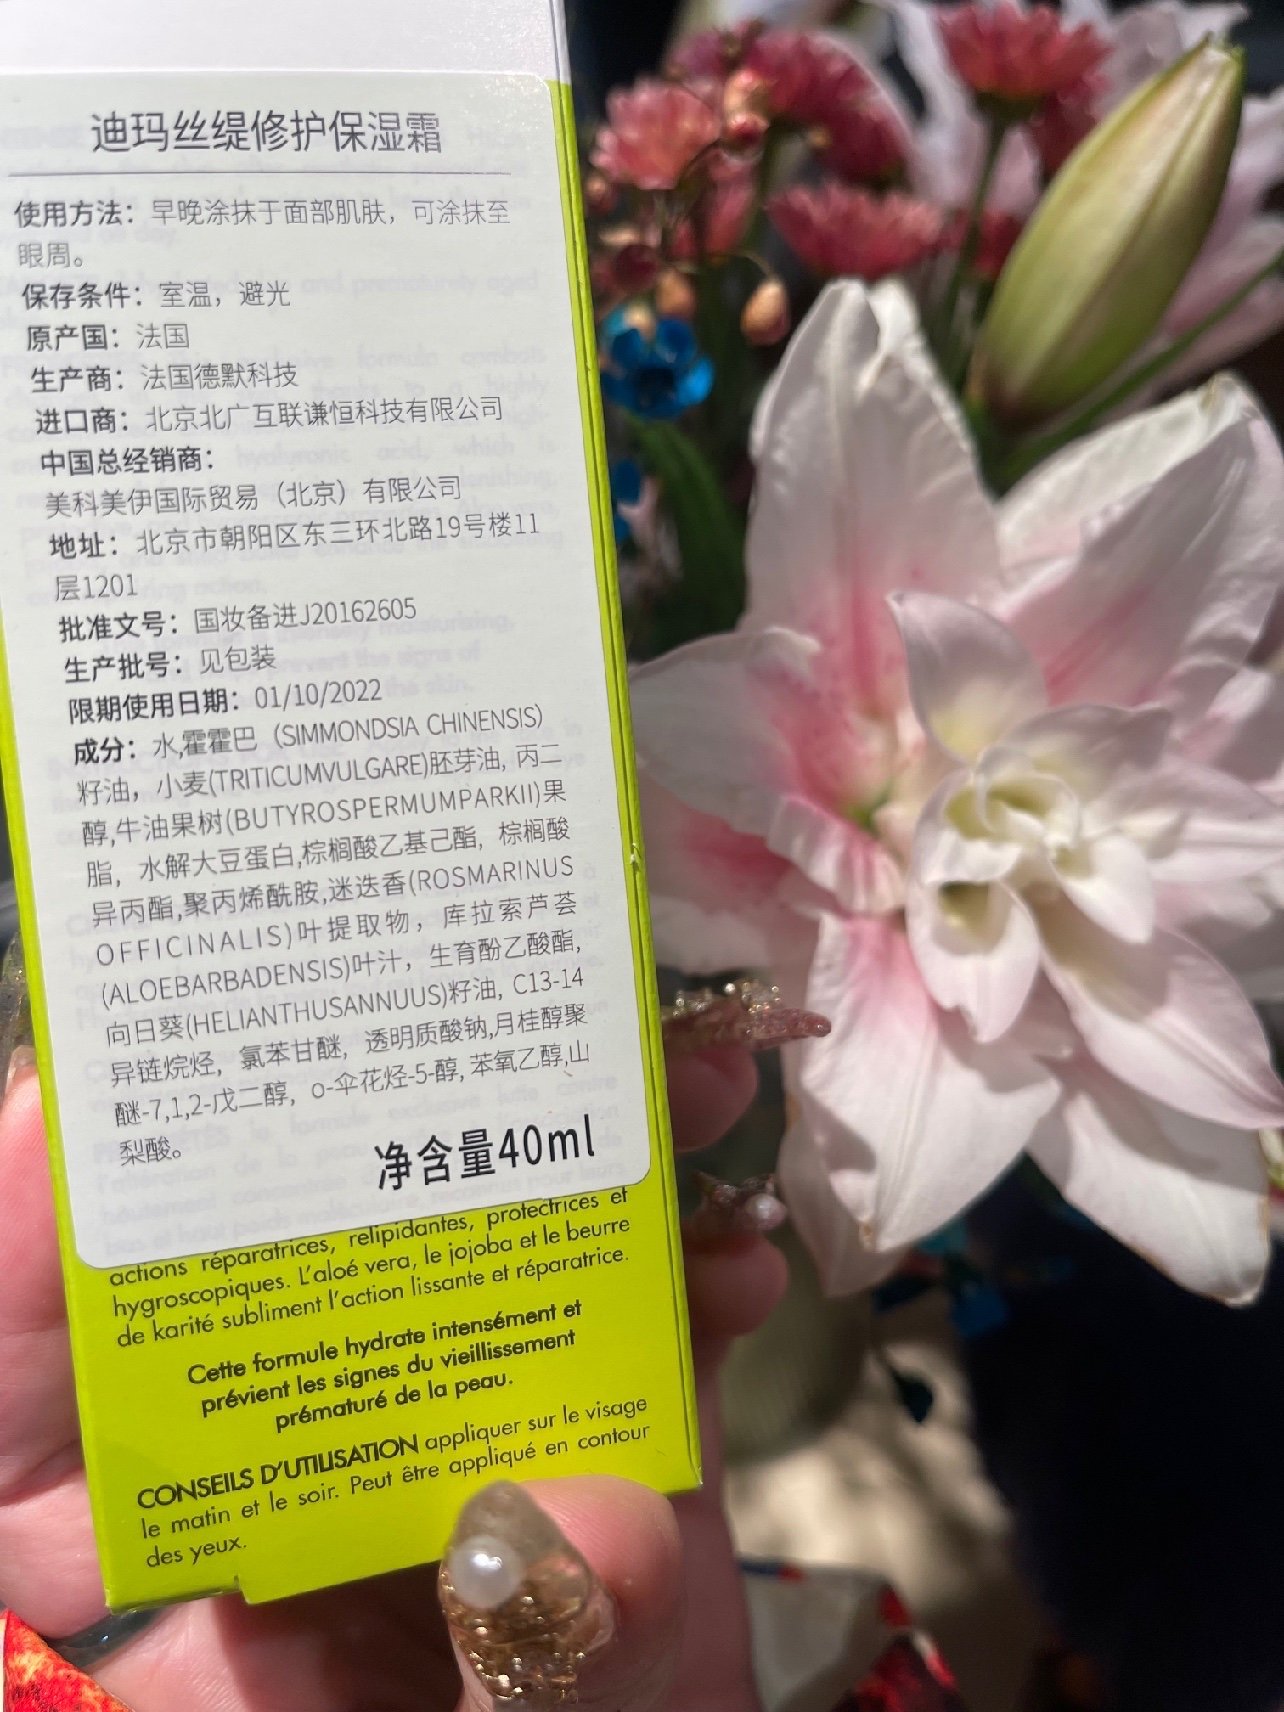 迪玛丝缇修护保湿霜
使用方法：早晚涂抹于面部肌肤，可涂抹至
眼周。
保存条件：室温，避光
原产国：法国
生产商：法国德默科技
进口商：北京北广互联谦恒科技有限公司
中国总经销商：
美科美伊国际贸易（北京）有限公司
地址：北京市朝阳区东三环北路19号楼11
层1201
批准文号：国妆备进J20162605
生产批号：见包装
限期使用日期：01/10/2022
成分：水,霍霍巴（SIMMONDSIA CHINENSIS)
籽油，小麦(TRITICUMVULGARE)胚芽油, 丙二
醇,牛油果树(BUTYROSPERMUMPARKII)果
脂，水解大豆蛋白,棕榈酸乙基己酯，棕榈酸
异丙酯,聚丙烯酰胺,迷迭香(ROSMARINUS
OFFICINALIS)叶提取物，库拉索芦荟
(ALOEBARBADENSIS)叶汁，生育酚乙酸酯,
向日葵(HELIANTHUSANNUUS)籽油, C13-14
异链烷烃，氯苯甘醚，透明质酸钠,月桂醇聚
醚-7,1,2-戊二醇，o-伞花烃-5-醇, 苯氧乙醇,山
梨酸。
净含量40ml
actions réparatrices, relipidantes, protectrices et
hygroscopiques. L'aloé vera, le jojoba et le beurre
de karité subliment l'action lissante et réparatrice.
Cette formule hydrate intensément et
prévient les signes du vieillissement
prématuré de la peau.
CONSEILS D'UTILISATION appliquer sur le visage
le matin et le soir. Peut être appliqué en contour
des yeux.